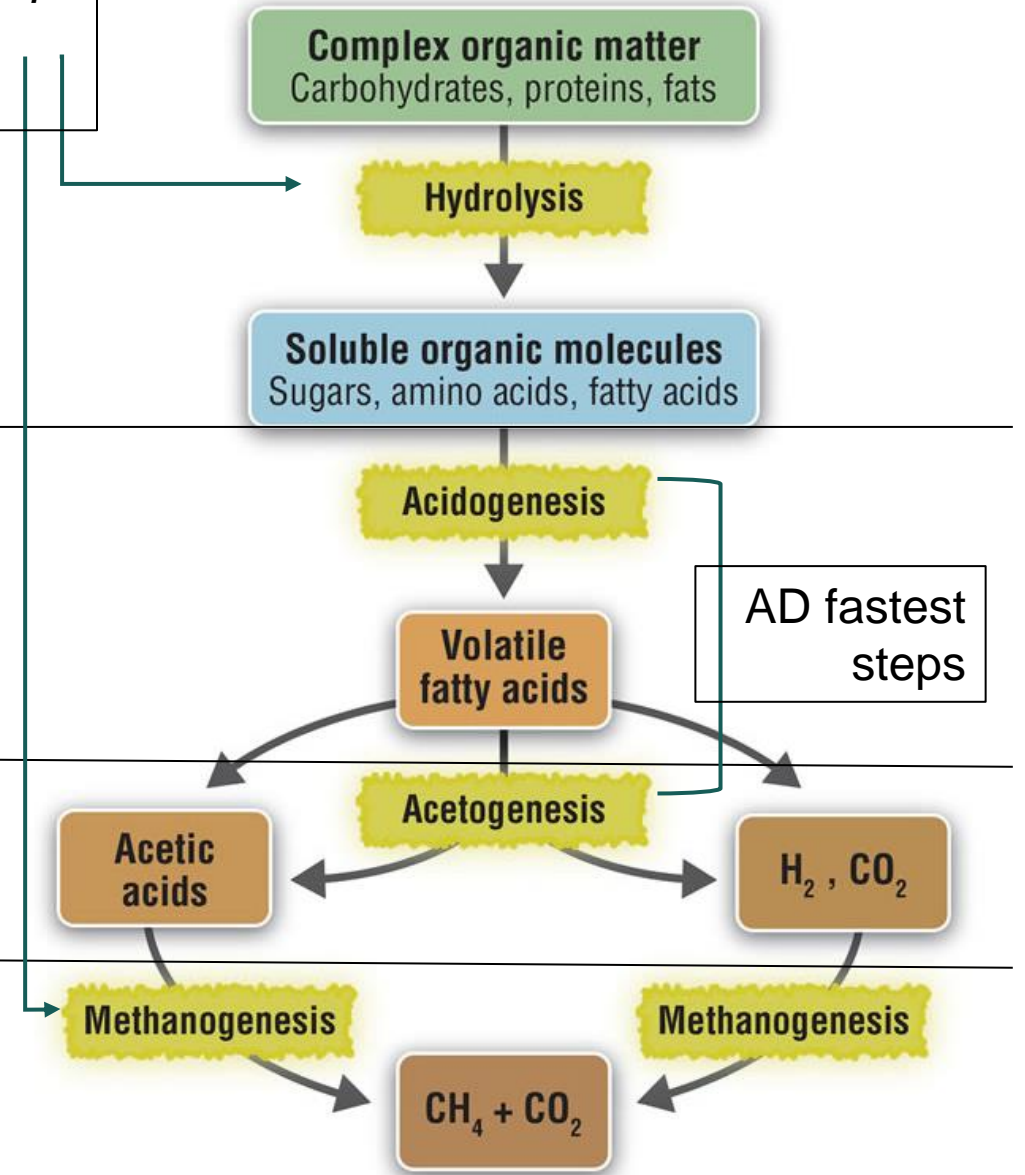 Complex organic matter
Carbohydrates, proteins, fats
Hydrolysis
Soluble organic molecules
Sugars, amino acids, fatty acids
Acidogenesis
AD fastest
steps
Volatile
fatty acids
Acetogenesis
Acetic
acids
H₂ , CO₂
Methanogenesis
Methanogenesis
CH₄ + CO₂